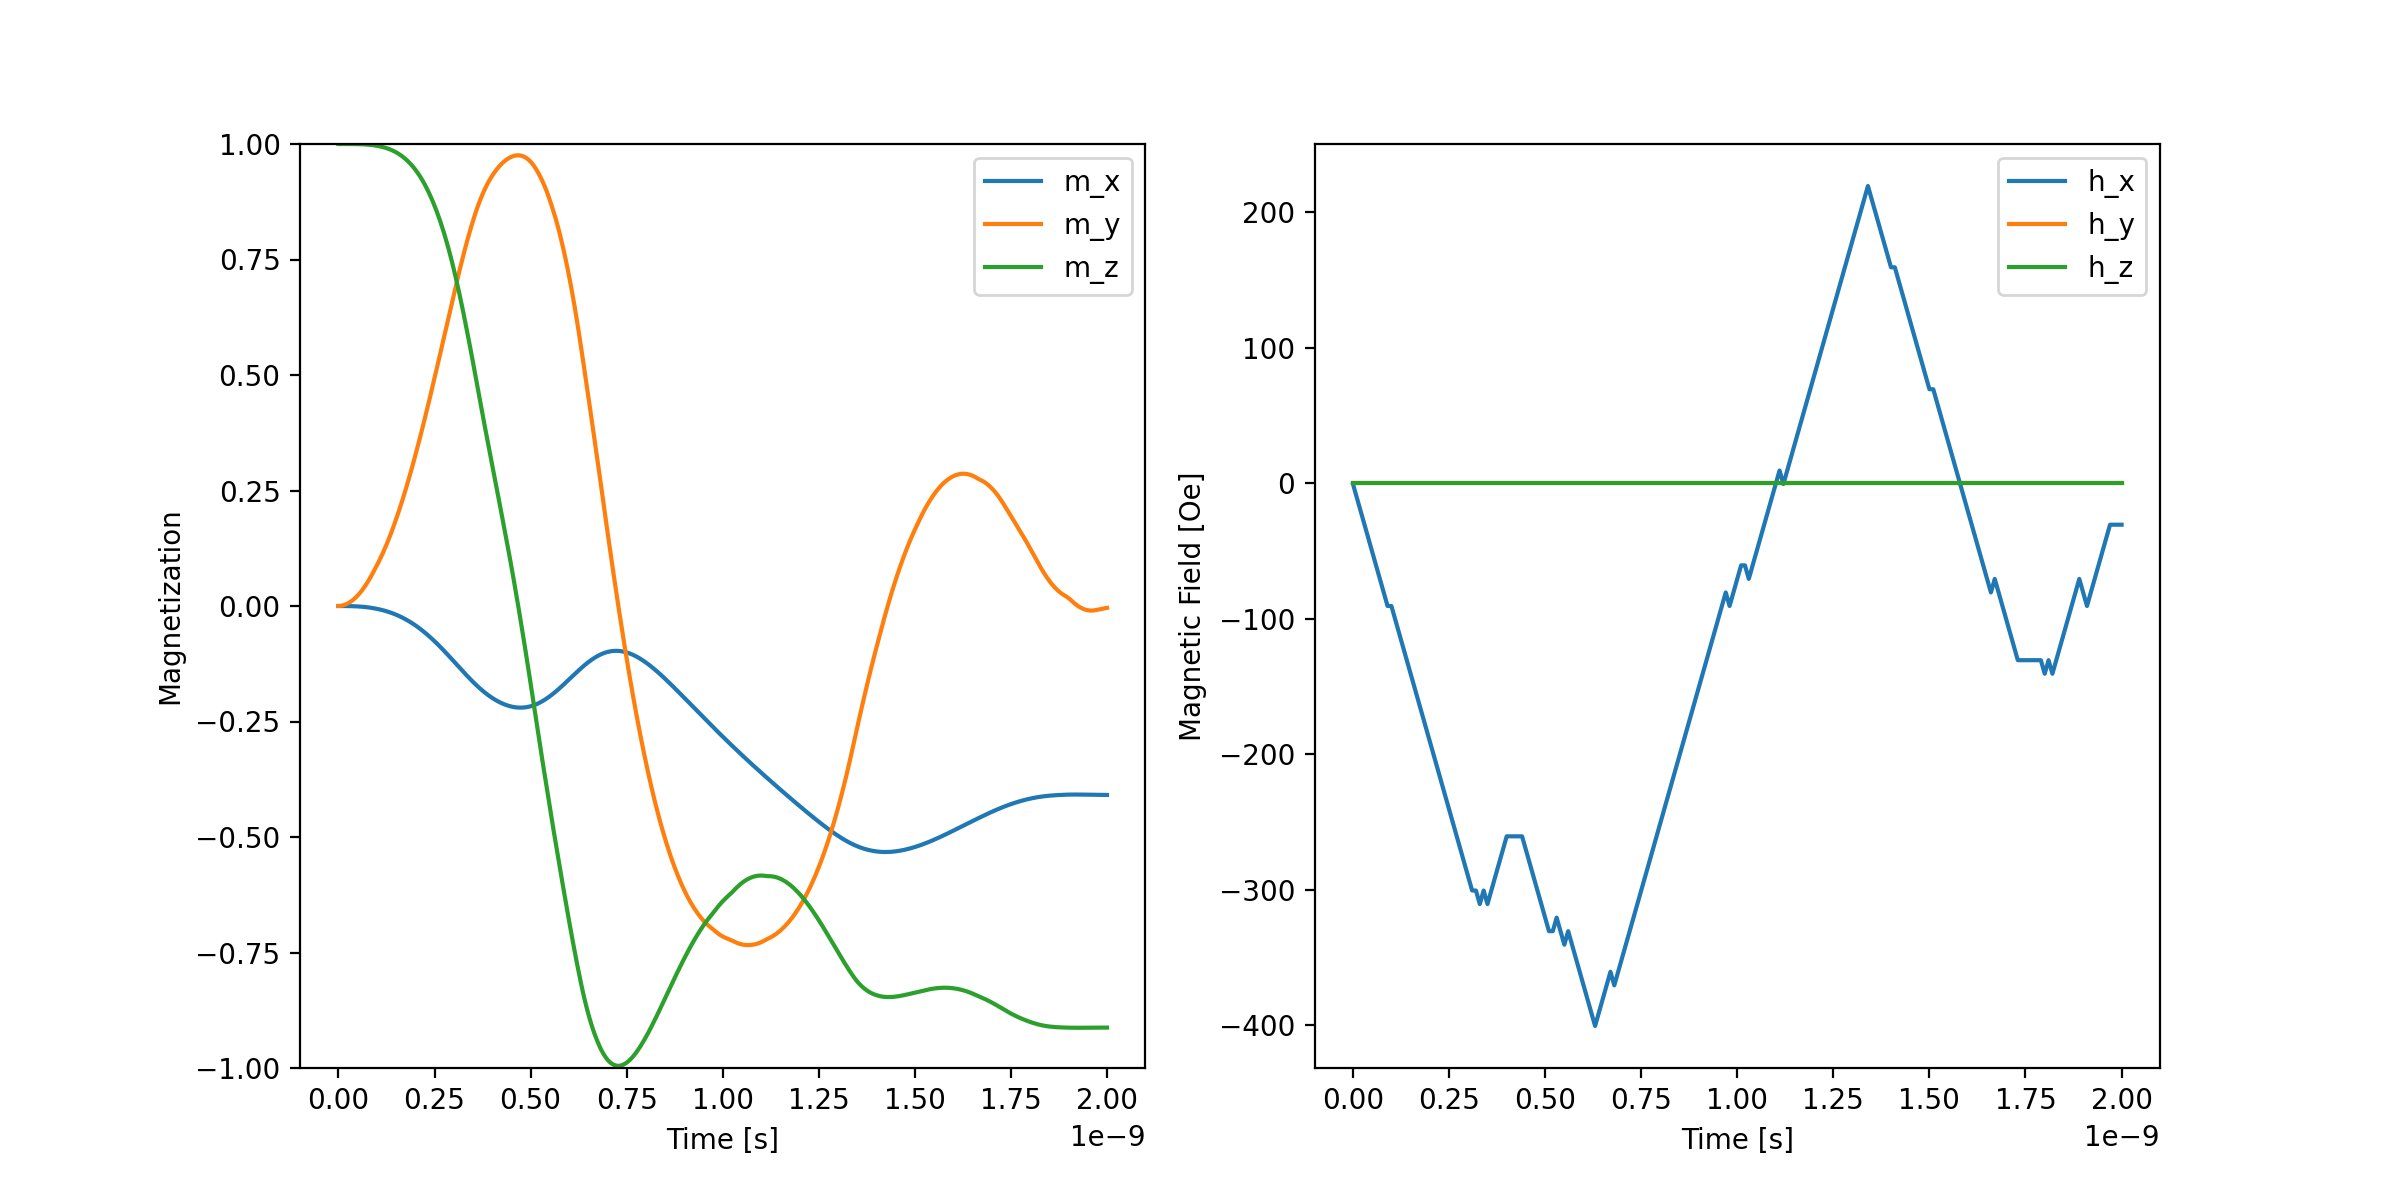 1.00
0.75
0.50
0.25
0.00
−0.25
−0.50
−0.75
−1.00
Magnetization
0.00 0.25 0.50 0.75 1.00 1.25 1.50 1.75 2.00
1e−9
Time [s]
m_x
m_y
m_z
200
100
0
−100
−200
−300
−400
Magnetic Field [Oe]
0.00 0.25 0.50 0.75 1.00 1.25 1.50 1.75 2.00
1e−9
Time [s]
h_x
h_y
h_z